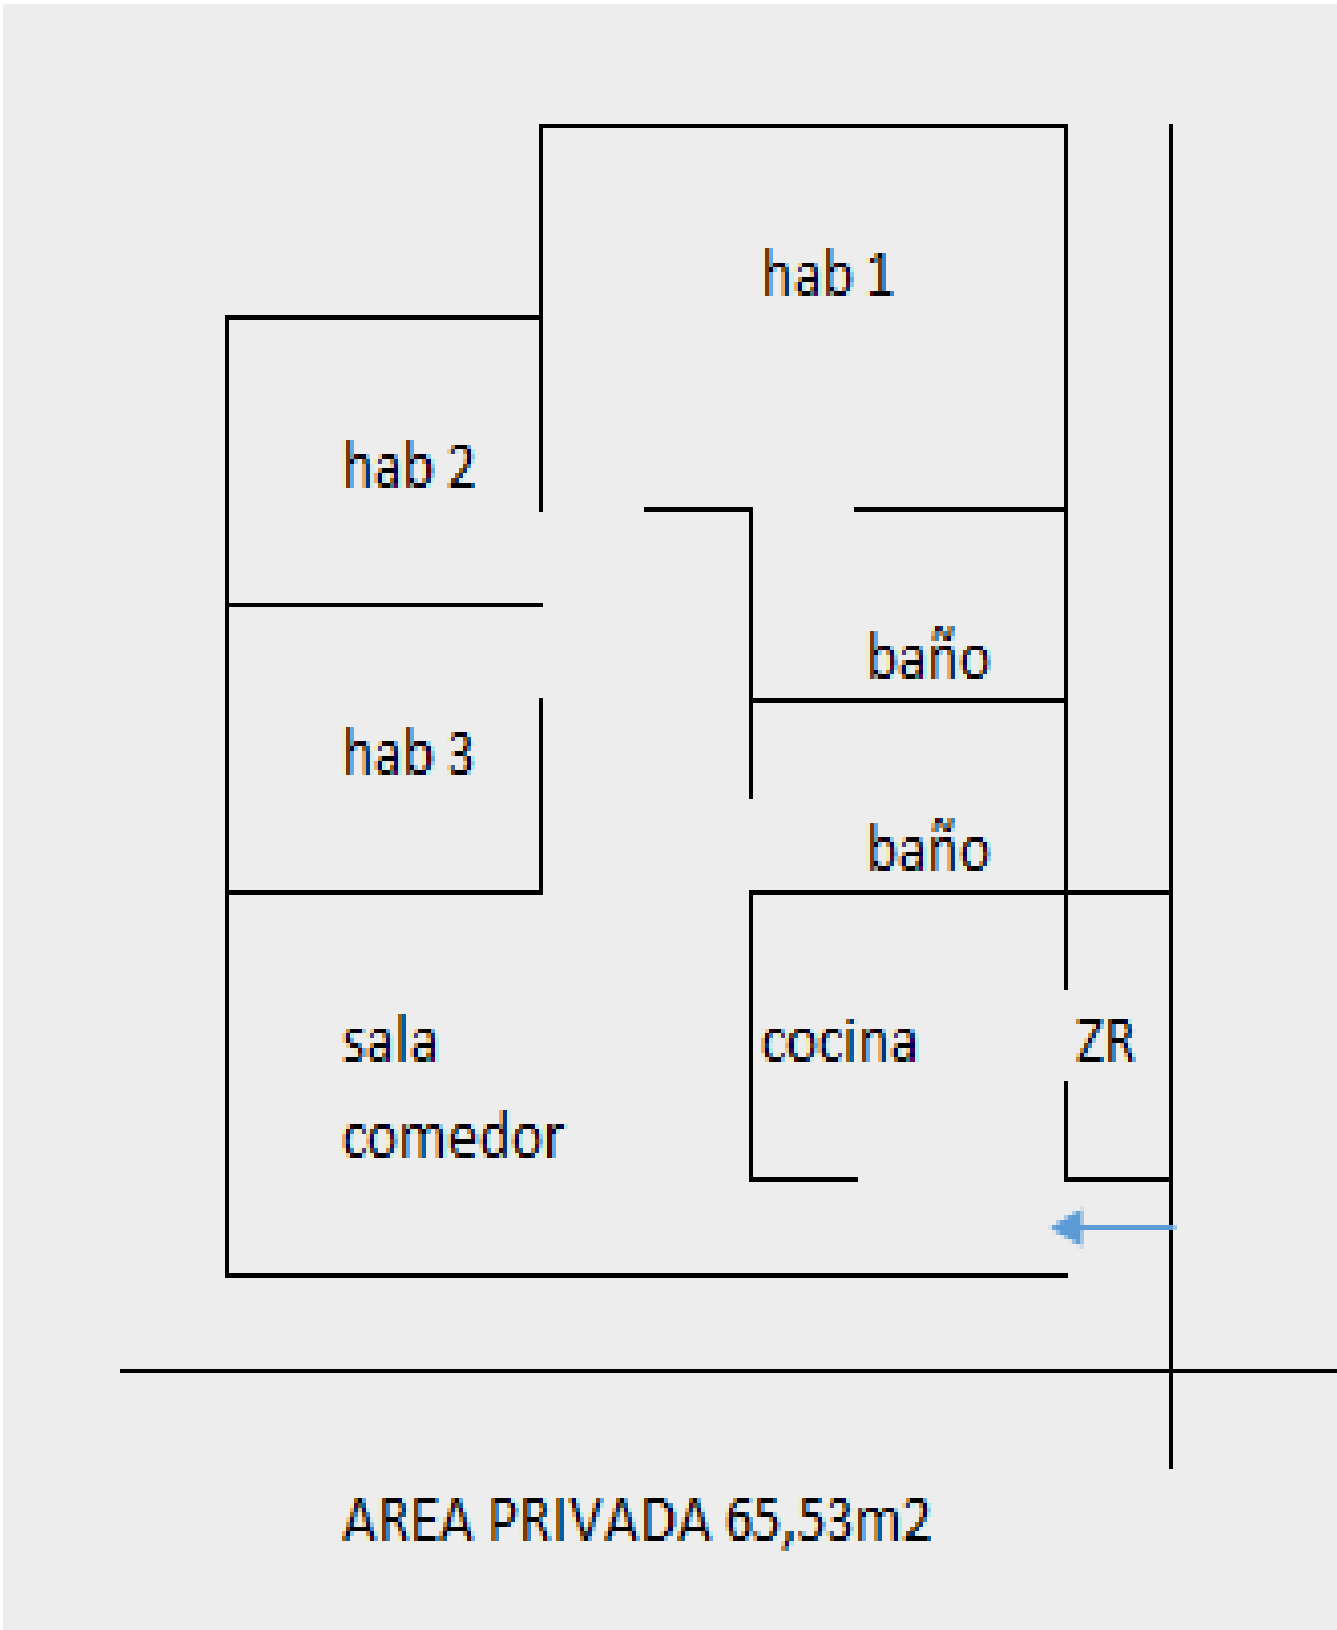 hab 1
hab 2
baño
hab 3
baño
sala
comedor
cocina
ZR
AREA PRIVADA 65,53m2